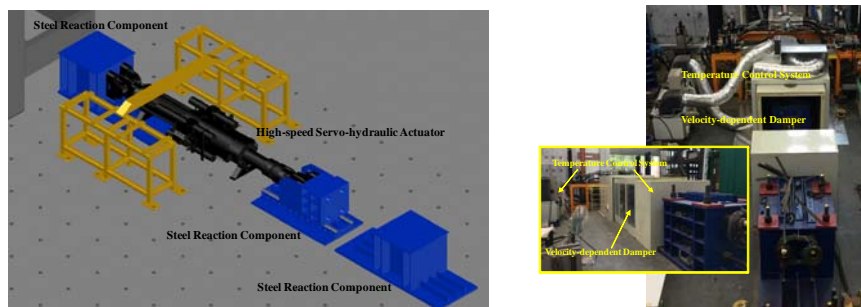 Steel Reaction Component
High-speed Servo-hydraulic Actuator
Steel Reaction Component
Steel Reaction Component
Temperature Control System
Velocity-dependent Damper
Temperature Control System
Velocity-dependent Damper